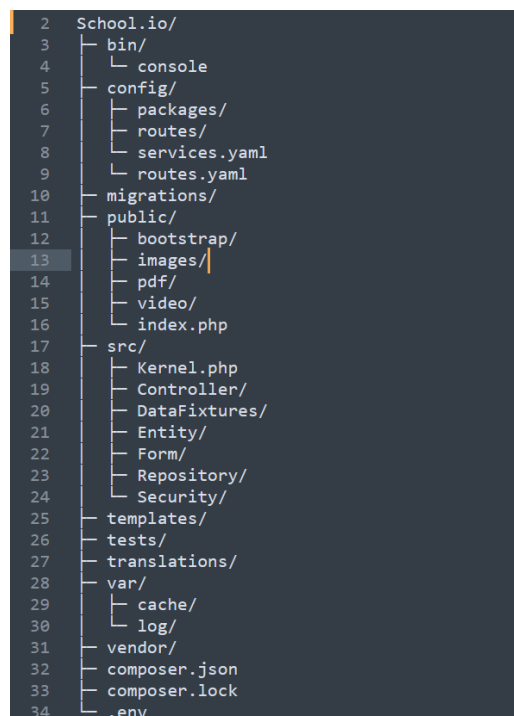 2 School.io/
3 ├─ bin/
4 │  └─ console
5 ├─ config/
6 │  ├─ packages/
7 │  ├─ routes/
8 │  └─ services.yaml
9 │  └─ routes.yaml
10 ├─ migrations/
11 ├─ public/
12 │  ├─ bootstrap/
13 │  ├─ images/
14 │  ├─ pdf/
15 │  ├─ video/
16 │  └─ index.php
17 ├─ src/
18 │  ├─ Kernel.php
19 │  ├─ Controller/
20 │  ├─ DataFixtures/
21 │  ├─ Entity/
22 │  ├─ Form/
23 │  ├─ Repository/
24 │  └─ Security/
25 ├─ templates/
26 ├─ tests/
27 ├─ translations/
28 ├─ var/
29 │  ├─ cache/
30 │  └─ log/
31 ├─ vendor/
32 ├─ composer.json
33 ├─ composer.lock
34 └─ .env